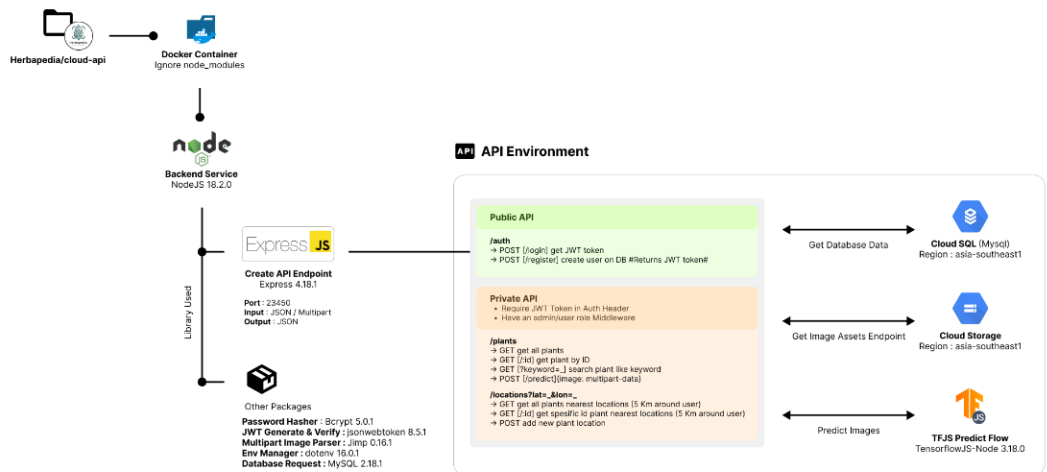 Herbapedia/cloud-api
Docker Container
Ignore node_modules
node
JS
Backend Service
NodeJS 18.2.0
Library Used
Express JS
Create API Endpoint
Express 4.18.1
Port : 23450
Input : JSON / Multipart
Output : JSON
Other Packages
Password Hasher : Bcrypt 5.0.1
JWT Generate & Verify : jsonwebtoken 8.5.1
Multipart Image Parser : Jimp 0.16.1
Env Manager : dotenv 16.0.1
Database Request : MySQL 2.18.1
API API Environment
Public API
/auth
→ POST [/login] get JWT token
→ POST [/register] create user on DB #Returns JWT token#
Private API
• Require JWT Token in Auth Header
• Have an admin/user role Middleware
/plants
→ GET get all plants
→ GET [/:id] get plant by ID
→ GET [?keyword=_] search plant like keyword
→ POST [/predict]{image: multipart-data}
/locations?lat=_&lon=_
→ GET get all plants nearest locations (5 Km around user)
→ GET [/:id] get spesific id plant nearest locations (5 Km around user)
→ POST add new plant location
Get Database Data
Cloud SQL (Mysql)
Region : asia-southeast1
Get Image Assets Endpoint
Cloud Storage
Region : asia-southeast1
Predict Images
JS
TFJS Predict Flow
TensorflowJS-Node 3.18.0